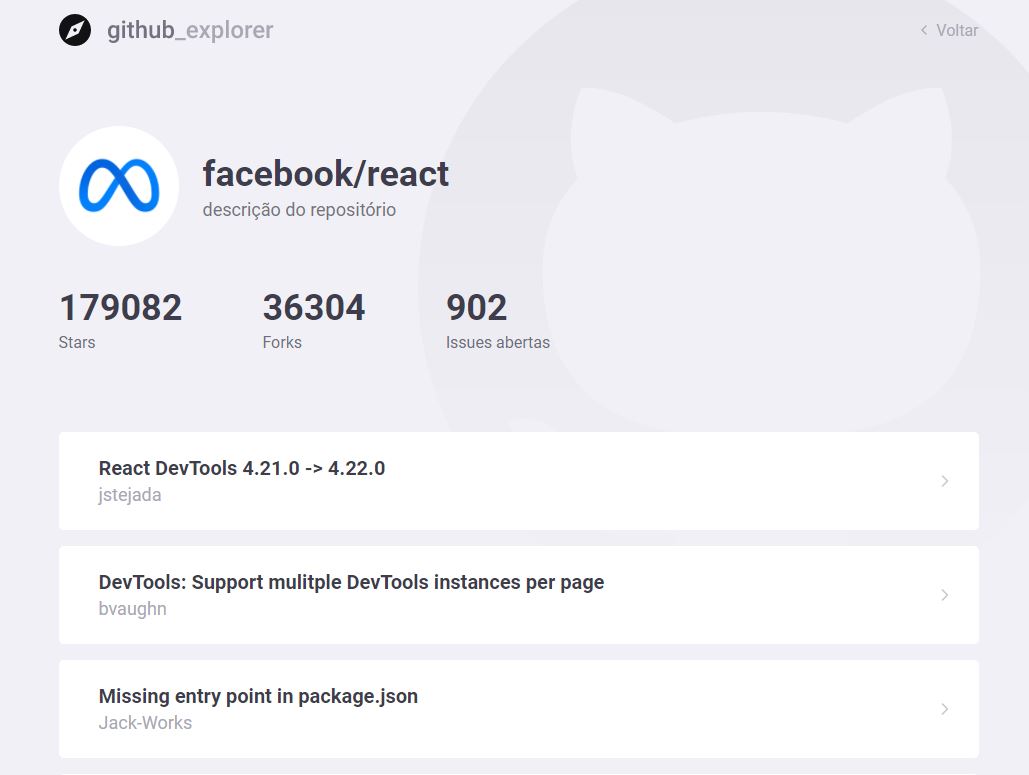 github_explorer
Voltar
facebook/react
descrição do repositório
179082 36304 902
Stars Forks Issues abertas
React DevTools 4.21.0 -> 4.22.0
jstejada
DevTools: Support mulitple DevTools instances per page
bvaughn
Missing entry point in package.json
Jack-Works